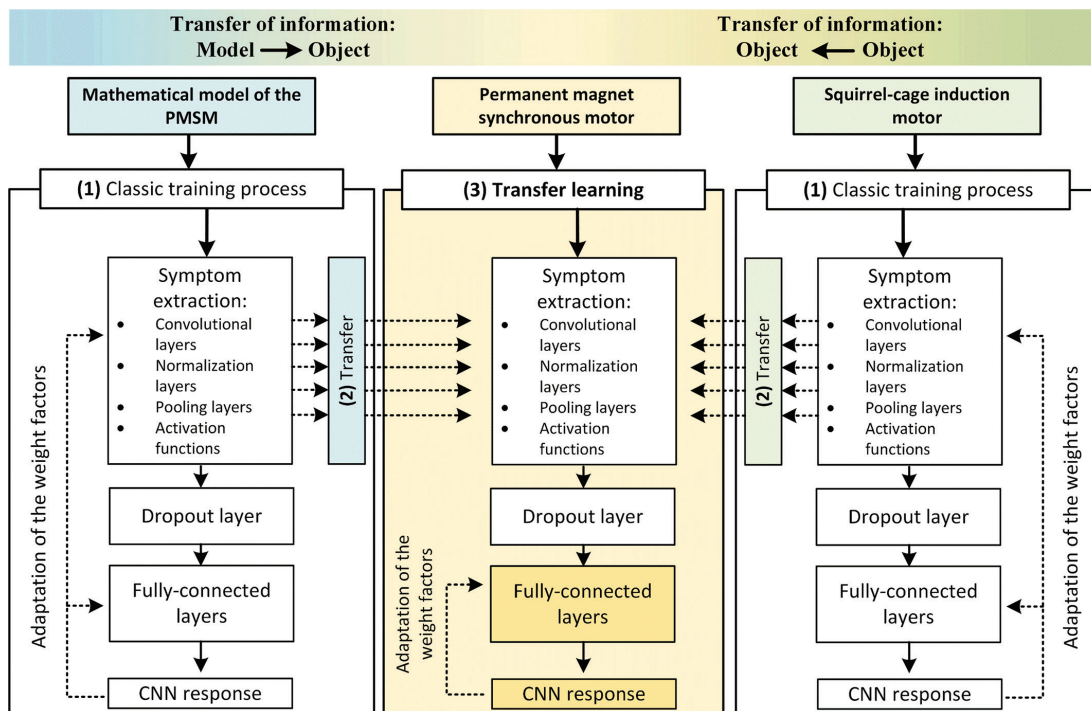 Transfer of information:
Model → Object
Transfer of information:
Object ← Object
Mathematical model of the
PMSM
Permanent magnet
synchronous motor
Squirrel-cage induction
motor
(1) Classic training process
(3) Transfer learning
(1) Classic training process
Symptom
extraction:
• Convolutional
layers
• Normalization
layers
• Pooling layers
• Activation
functions
Dropout layer
Fully-connected
layers
CNN response
Adaptation of the weight factors
(2) Transfer
Symptom
extraction:
• Convolutional
layers
• Normalization
layers
• Pooling layers
• Activation
functions
Dropout layer
Fully-connected
layers
CNN response
Adaptation of the
weight factors
(2) Transfer
Symptom
extraction:
• Convolutional
layers
• Normalization
layers
• Pooling layers
• Activation
functions
Dropout layer
Fully-connected
layers
CNN response
Adaptation of the weight factors